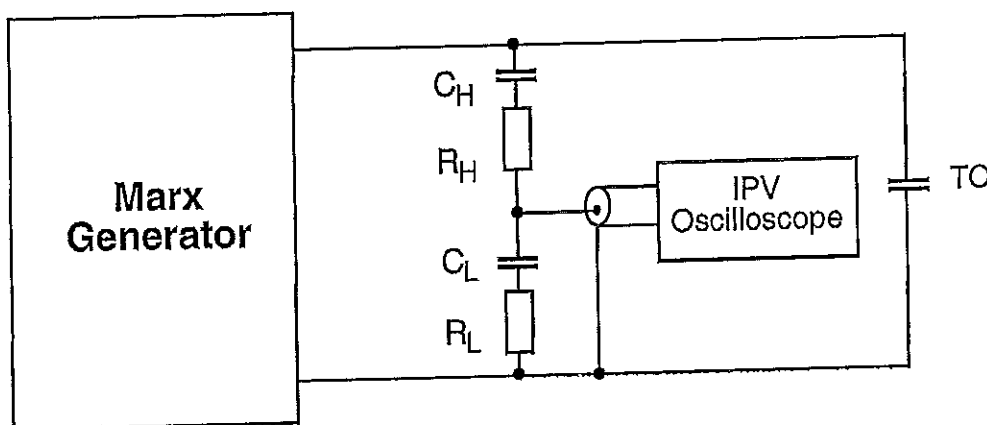 Marx
Generator
C_H
R_H
C_L
R_L
IPV
Oscilloscope
TO